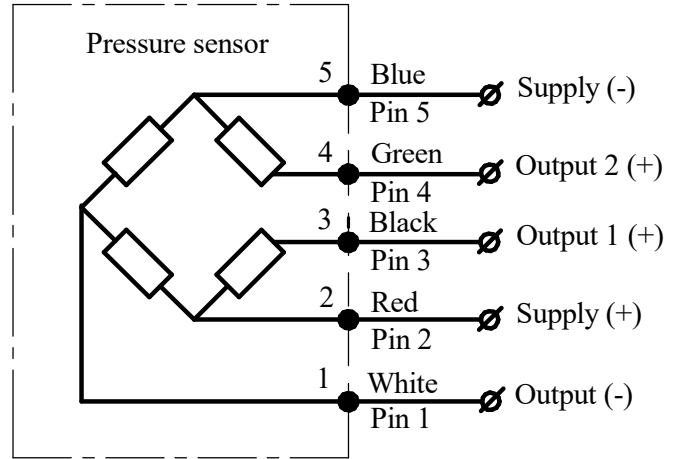 Pressure sensor
5 Blue Supply (-)
Pin 5
4 Green Output 2 (+)
Pin 4
3 Black Output 1 (+)
Pin 3
2 Red Supply (+)
Pin 2
1 White Output (-)
Pin 1